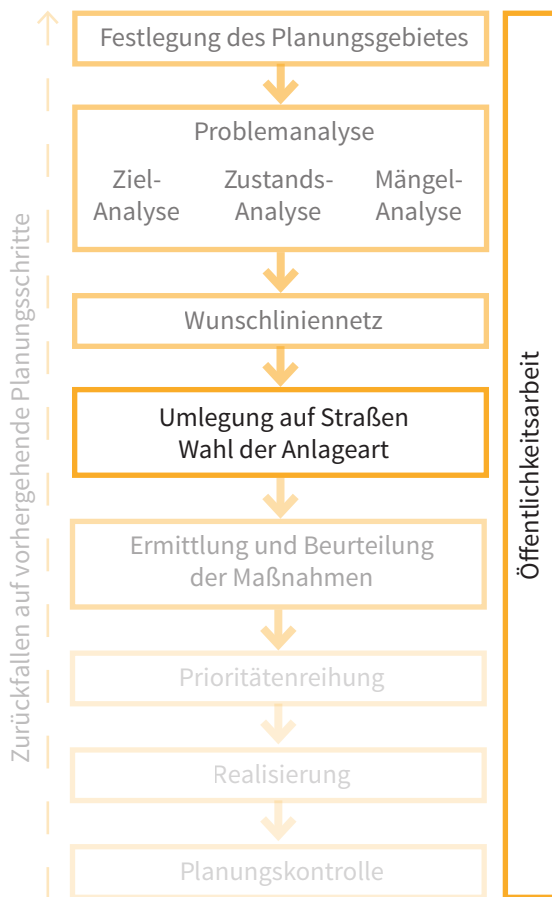 Festlegung des Planungsgebietes
Problemanalyse
Ziel-
Analyse
Zustands-
Analyse
Mängel-
Analyse
Wunschliniennetz
Umlegung auf Straßen
Wahl der Anlageart
Ermittlung und Beurteilung
der Maßnahmen
Prioritätenreihung
Realisierung
Planungskontrolle
Zurückfallen auf vorhergehende Planungsschritte
Öffentlichkeitsarbeit